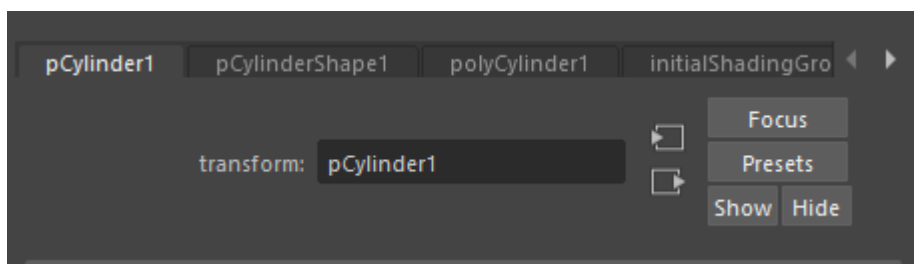 pCylinder1 pCylinderShape1 polyCylinder1 initialShadingGro
Focus
transform: pCylinder1
Presets
Show Hide